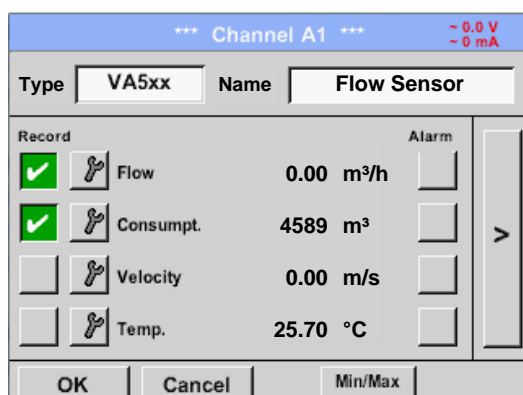 *** Channel A1 ***
~ 0.0 V
~ 0 mA
Type VA5xx Name Flow Sensor
Record Alarm
Flow 0.00 m³/h
Consumpt. 4589 m³
Velocity 0.00 m/s
Temp. 25.70 °C
>
OK Cancel Min/Max